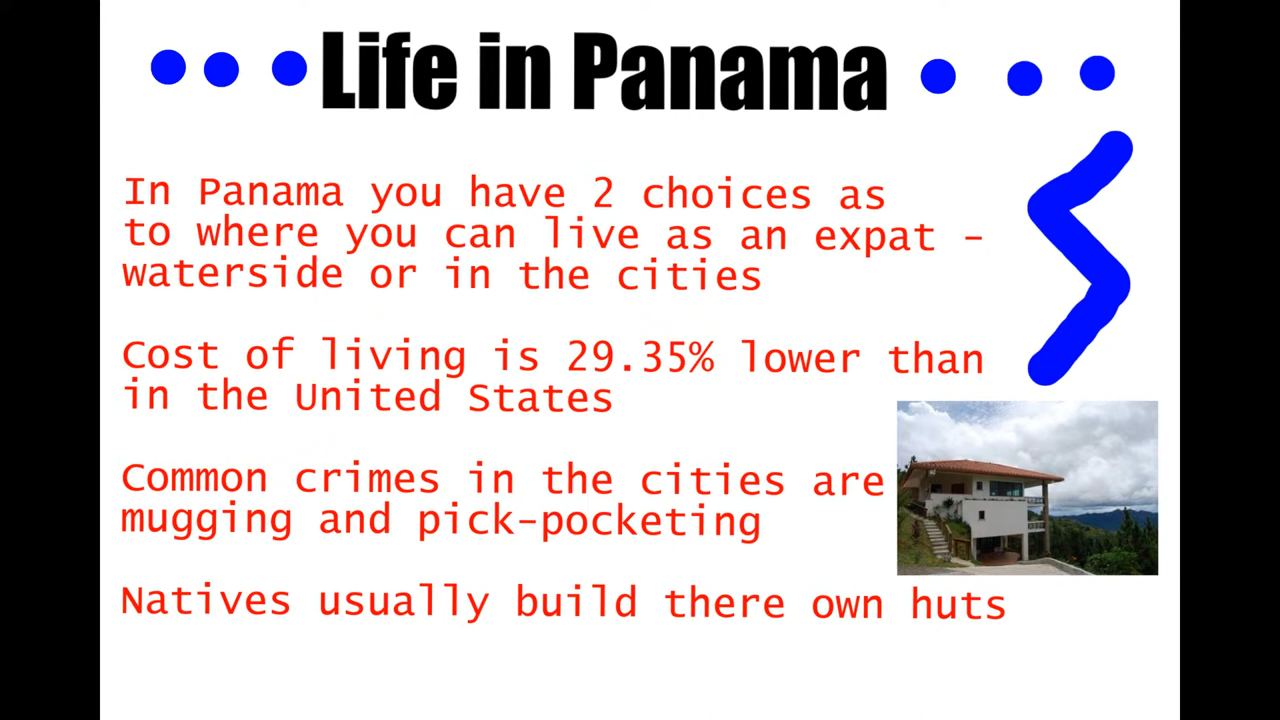 Life in Panama
In Panama you have 2 choices as
to where you can live as an expat -
waterside or in the cities
Cost of living is 29.35% lower than
in the United States
Common crimes in the cities are
mugging and pick-pocketing
Natives usually build there own huts